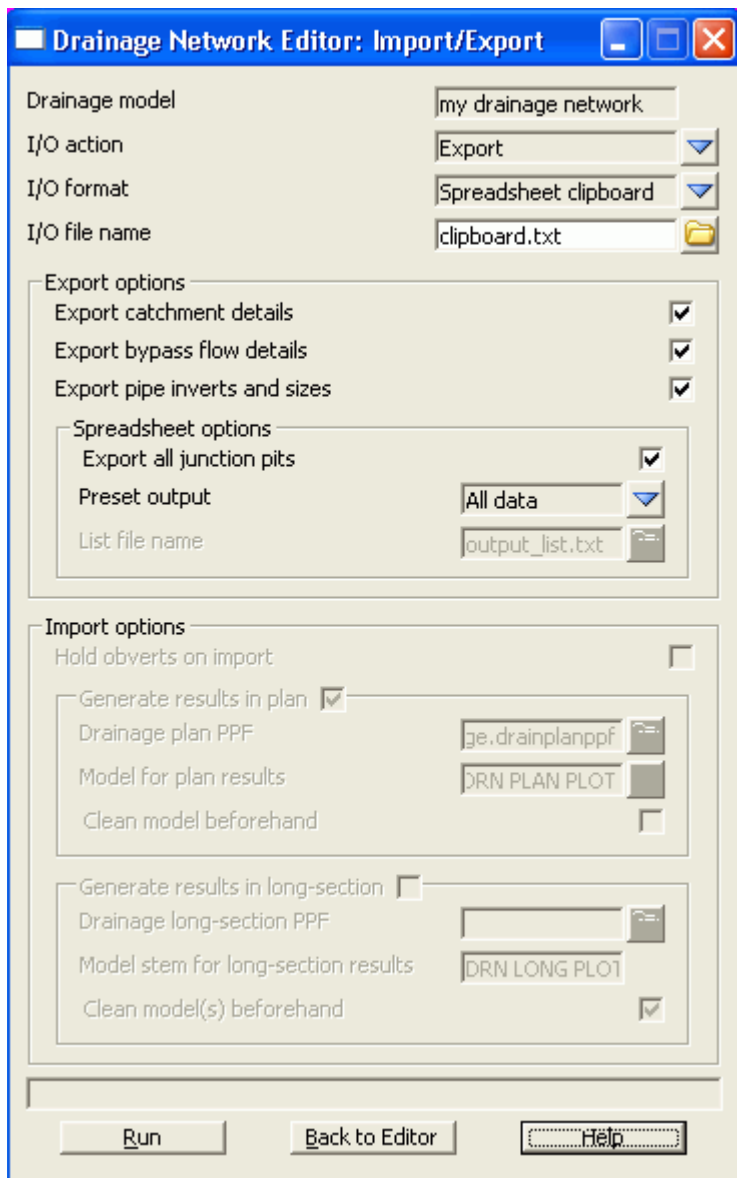 Drainage Network Editor: Import/Export
Drainage model my drainage network
I/O action Export
I/O format Spreadsheet clipboard
I/O file name clipboard.txt
Export options
Export catchment details
Export bypass flow details
Export pipe inverts and sizes
Spreadsheet options
Export all junction pits
Preset output All data
List file name output_list.txt
Import options
Hold obverts on import
Generate results in plan
Drainage plan PPF ge.drainplanppf
Model for plan results DRN PLAN PLOT
Clean model beforehand
Generate results in long-section
Drainage long-section PPF
Model stem for long-section results DRN LONG PLOT
Clean model(s) beforehand
Run Back to Editor Help